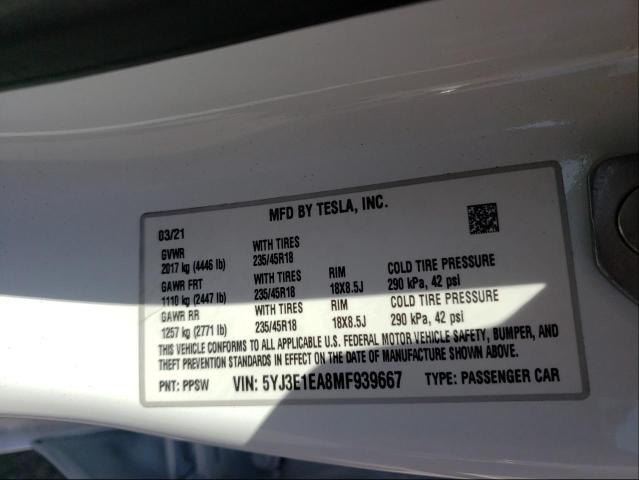 MFD BY TESLA, INC.
03/21
GVWR WITH TIRES
2017 kg (4446 lb) 235/45R18
GAWR FRT WITH TIRES RIM COLD TIRE PRESSURE
1110 kg (2447 lb) 235/45R18 18X8.5J 290 kPa, 42 psi
GAWR RR WITH TIRES RIM COLD TIRE PRESSURE
1257 kg (2771 lb) 235/45R18 18X8.5J 290 kPa, 42 psi
THIS VEHICLE CONFORMS TO ALL APPLICABLE U.S. FEDERAL MOTOR VEHICLE SAFETY, BUMPER, AND
THEFT PREVENTION STANDARDS IN EFFECT ON THE DATE OF MANUFACTURE SHOWN ABOVE.
PNT: PPSW VIN: 5YJ3E1EA8MF939667 TYPE: PASSENGER CAR